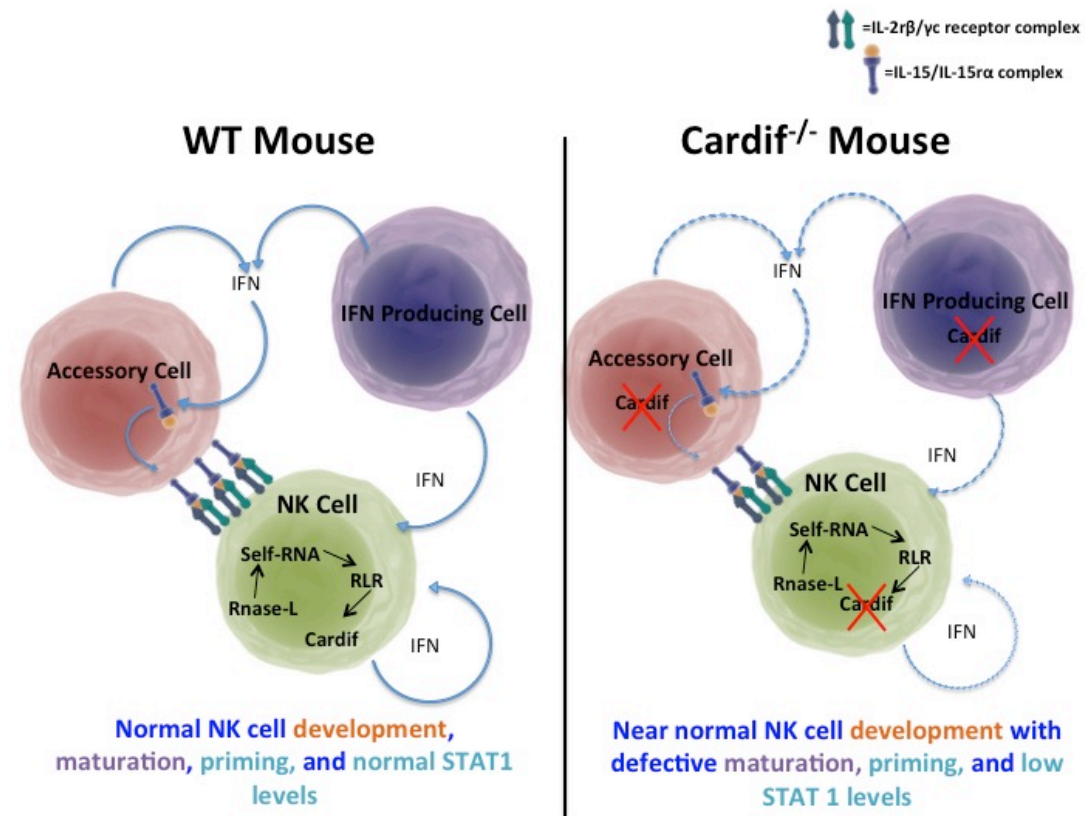 =IL-2rβ/yc receptor complex
=IL-15/IL-15rα complex
WT Mouse
IFN
IFN Producing Cell
Accessory Cell
IFN
NK Cell
Self-RNA
RLR
Rnase-L
Cardif
IFN
Normal NK cell development,
maturation, priming, and normal STAT1
levels
Cardif-/- Mouse
IFN
IFN Producing Cell
Cardif
Accessory Cell
Cardif
IFN
NK Cell
Self-RNA
RLR
Rnase-L
Cardif
IFN
Near normal NK cell development with
defective maturation, priming, and low
STAT 1 levels